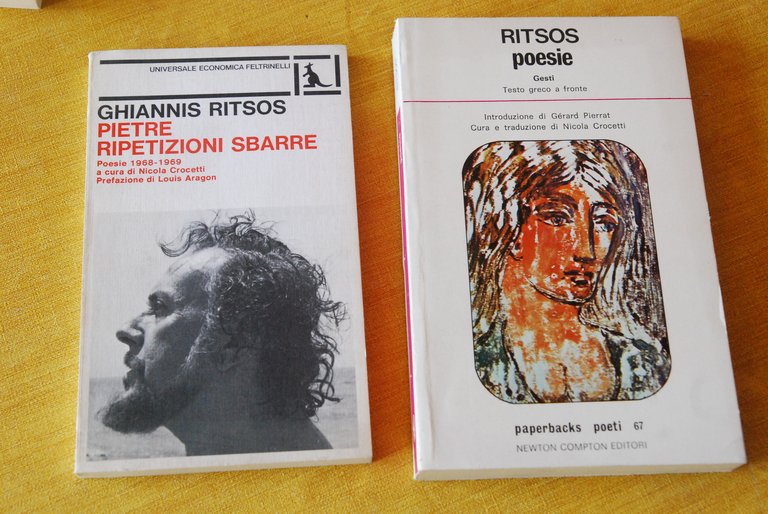 UNIVERSALE ECONOMICA FELTRINELLI
GHIANNIS RITSOS
PIETRE
RIPETIZIONI SBARRE
Poesie 1968-1969
a cura di Nicola Crocetti
Prefazione di Louis Aragon
RITSOS
poesie
Gesti
Testo greco a fronte
Introduzione di Gérard Pierrat
Cura e traduzione di Nicola Crocetti
paperbacks poeti 67
NEWTON COMPTON EDITORI